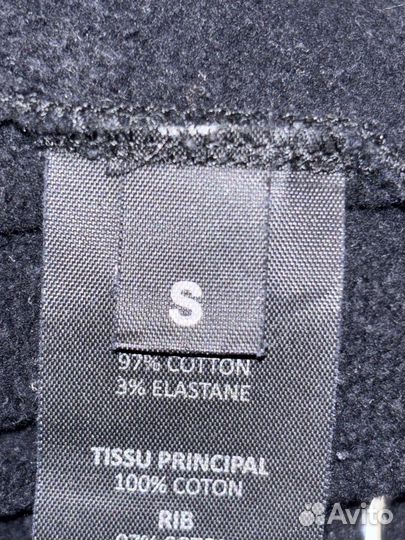 S
97% COTTON
3% ELASTANE
TISSU PRINCIPAL
100% COTON
RIB
Avito